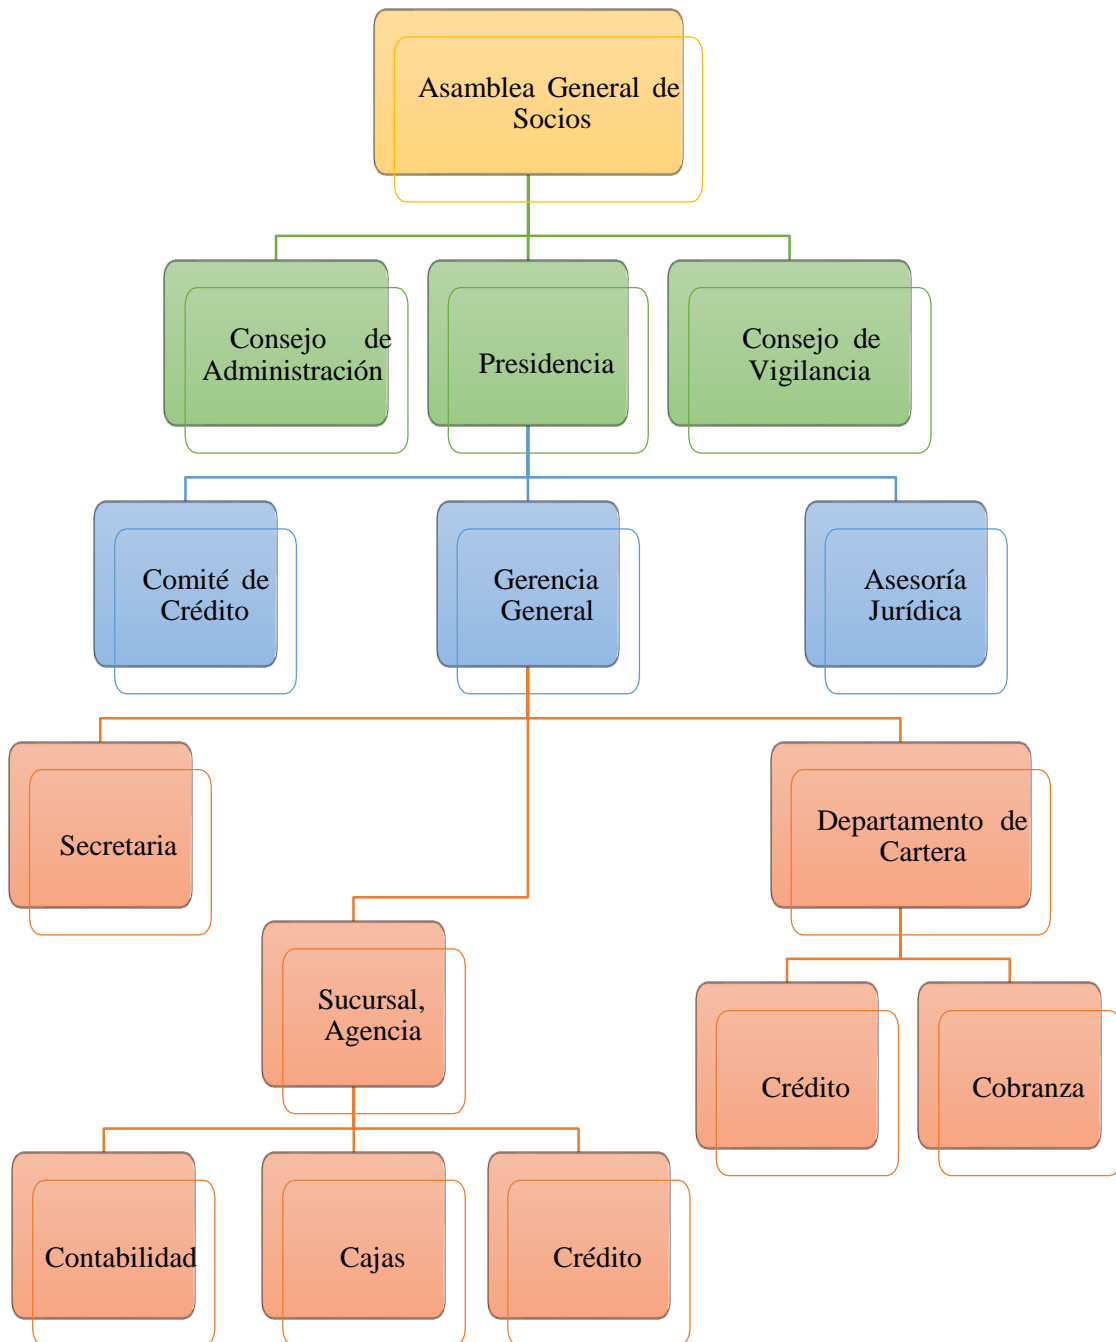 Asamblea General de
Socios
Consejo de
Administración
Presidencia
Consejo de
Vigilancia
Comité de
Crédito
Gerencia
General
Asesoría
Jurídica
Secretaria
Departamento de
Cartera
Sucursal,
Agencia
Crédito
Cobranza
Contabilidad
Cajas
Crédito